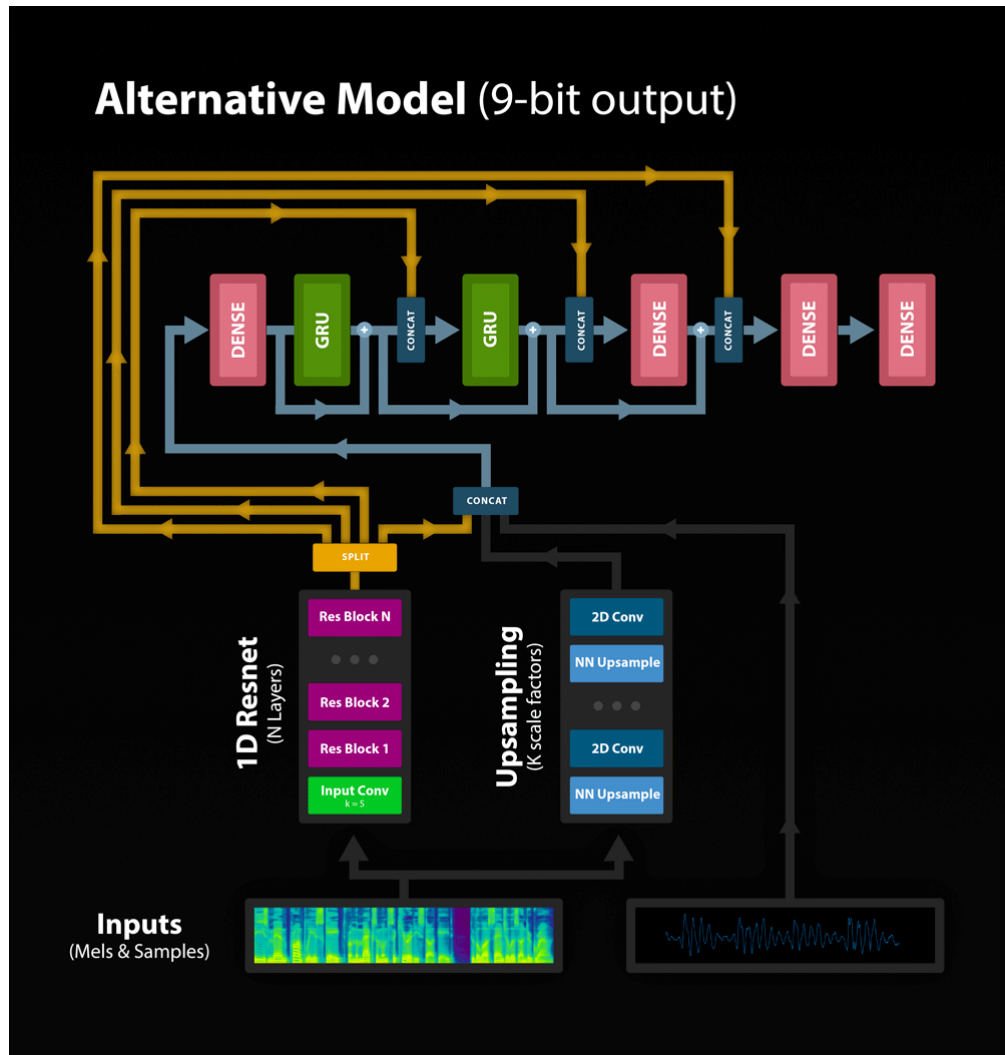 Alternative Model (9-bit output)
DENSE
GRU
CONCAT
GRU
CONCAT
DENSE
CONCAT
DENSE
DENSE
CONCAT
SPLIT
1D Resnet
(N Layers)
Res Block N
Res Block 2
Res Block 1
Input Conv
k = 5
Upsampling
(K scale factors)
2D Conv
NN Upsample
2D Conv
NN Upsample
Inputs
(Mels & Samples)